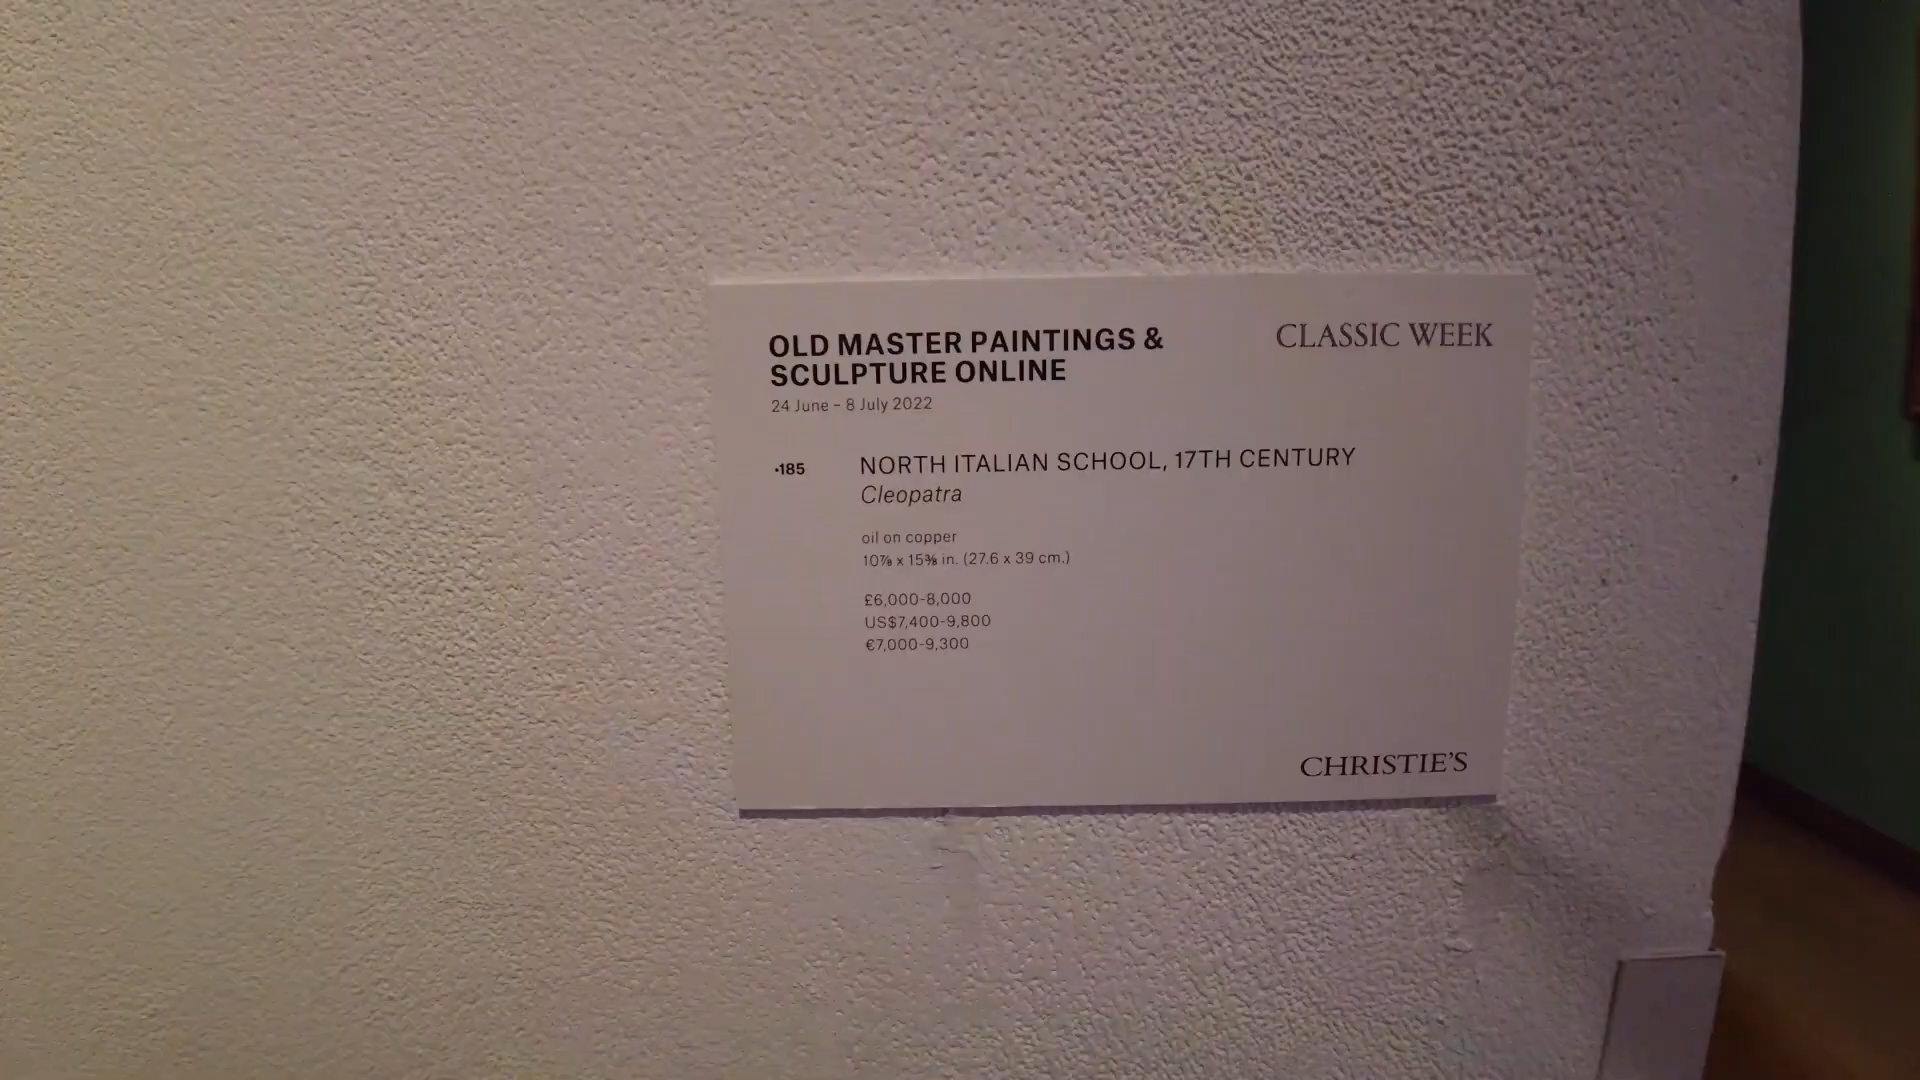 OLD MASTER PAINTINGS &
SCULPTURE ONLINE
24 June – 8 July 2022
CLASSIC WEEK
•185
NORTH ITALIAN SCHOOL, 17TH CENTURY
Cleopatra
oil on copper
10⅞ x 15⅜ in. (27.6 x 39 cm.)
£6,000-8,000
US$7,400-9,800
€7,000-9,300
CHRISTIE'S